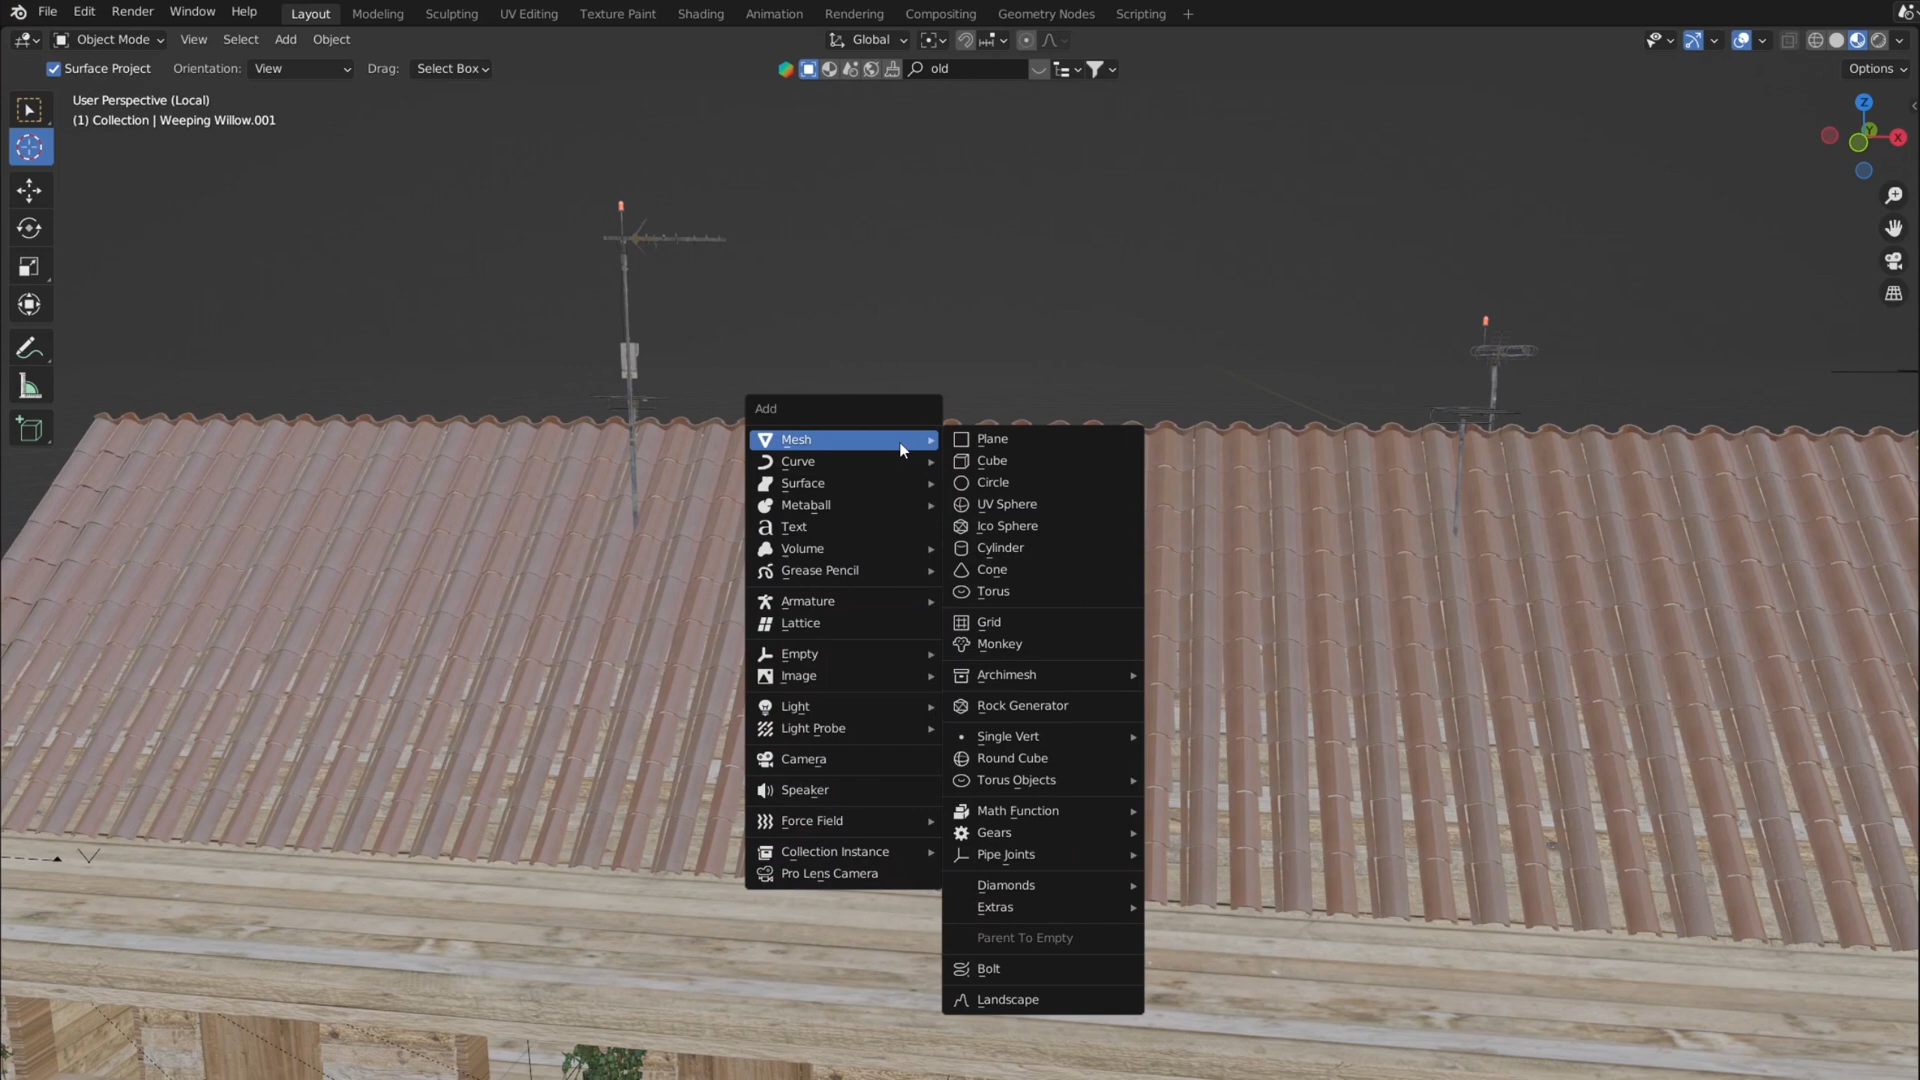 File Edit Render Window Help Layout Modeling Sculpting UV Editing Texture Paint Shading Animation Rendering Compositing Geometry Nodes Scripting +
Object Mode View Select Add Object Global
Surface Project Orientation: View Drag: Select Box old Options
User Perspective (Local)
(1) Collection | Weeping Willow.001
Z
Y
X
Add
Mesh
Curve
Surface
Metaball
Text
Volume
Grease Pencil
Armature
Lattice
Empty
Image
Light
Light Probe
Camera
Speaker
Force Field
Collection Instance
Pro Lens Camera
Plane
Cube
Circle
UV Sphere
Ico Sphere
Cylinder
Cone
Torus
Grid
Monkey
Archimesh
Rock Generator
Single Vert
Round Cube
Torus Objects
Math Function
Gears
Pipe Joints
Diamonds
Extras
Parent To Empty
Bolt
Landscape